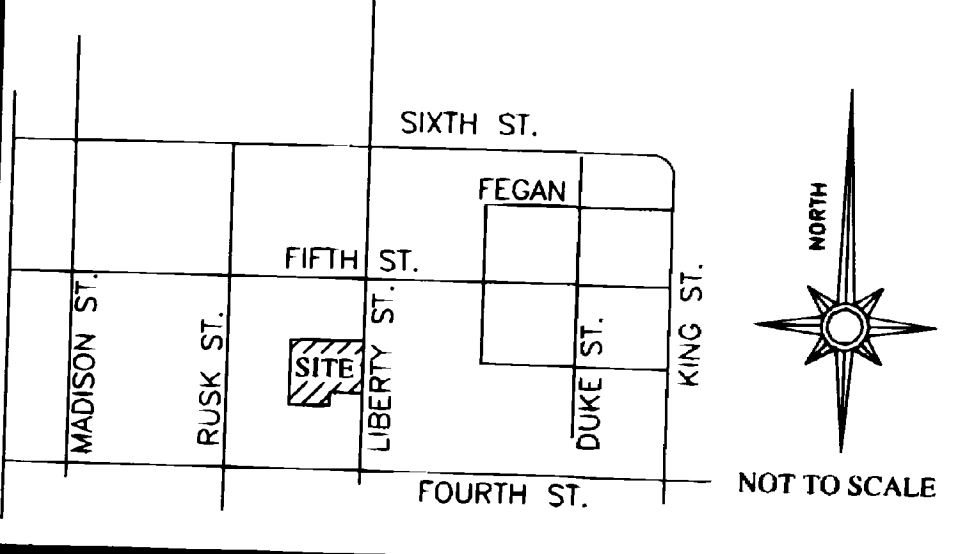 SIXTH ST.
FEGAN
NORTH
FIFTH ST.
MADISON ST.
RUSK ST.
SITE
LIBERTY ST.
DUKE ST.
KING ST.
FOURTH ST.
NOT TO SCALE